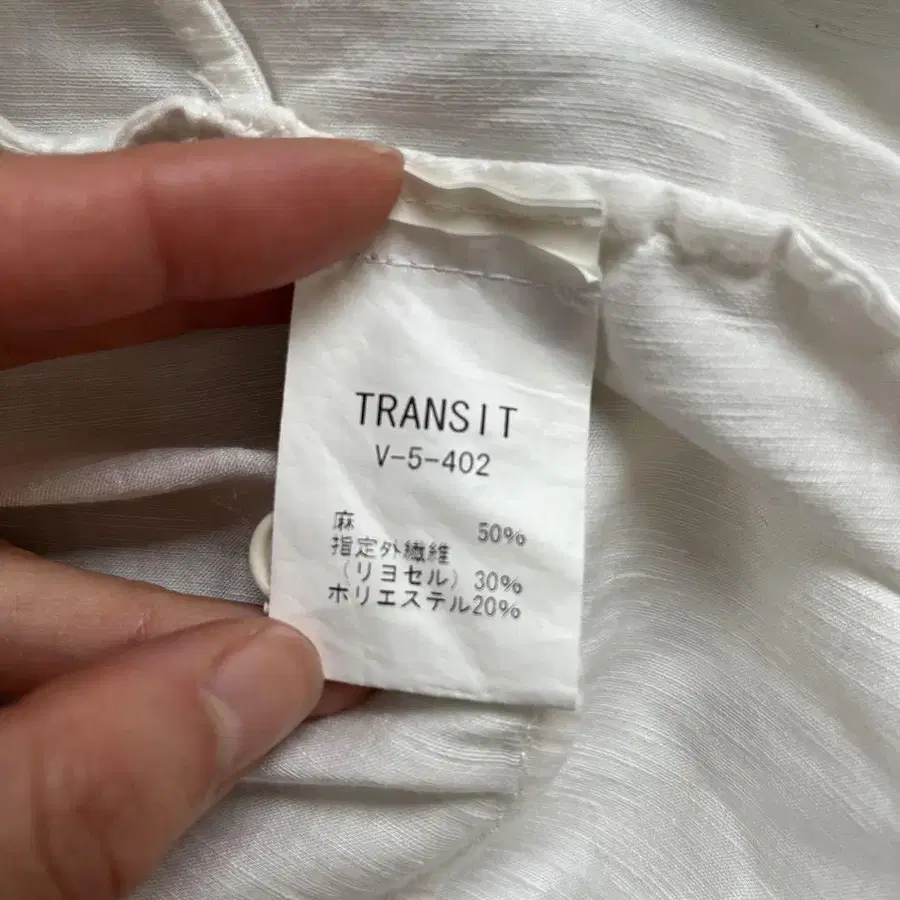 TRANSIT
V-5-402
麻 50%
指定外繊維
(リヨセル) 30%
ポリエステル20%